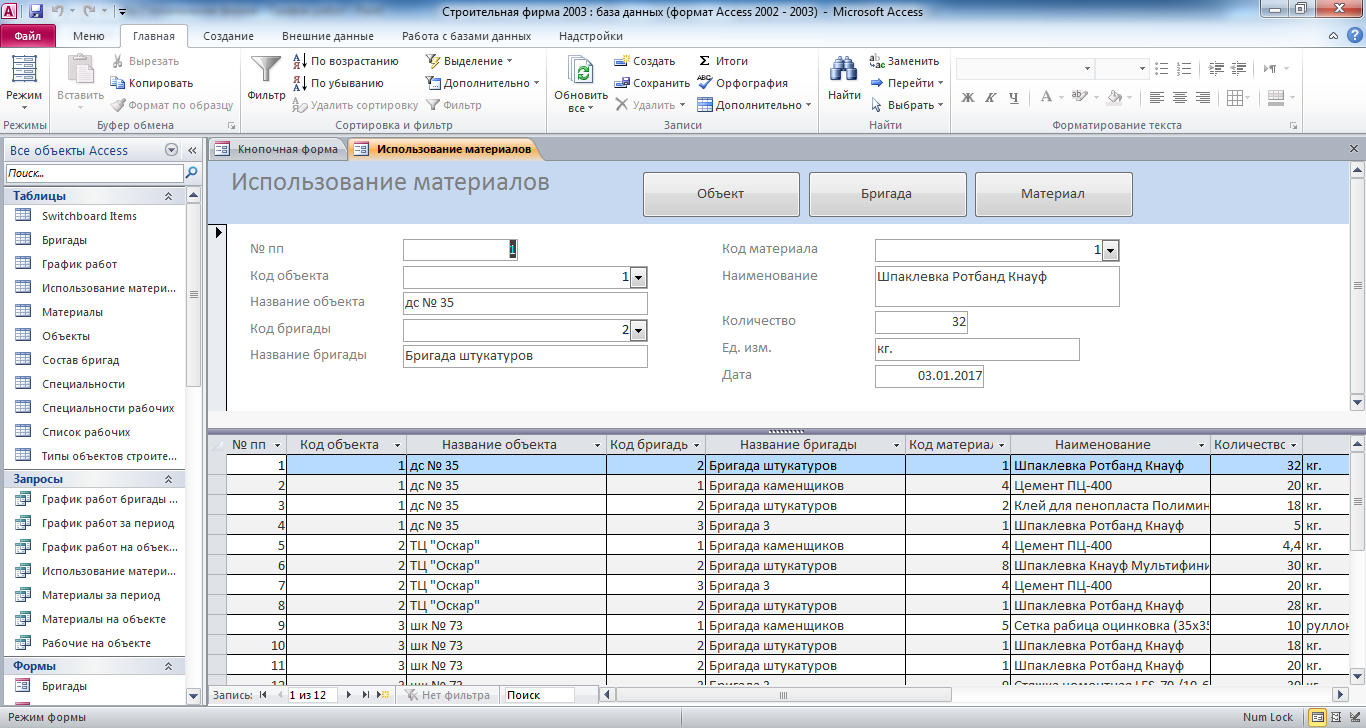 Строительная фирма 2003 : база данных (формат Access 2002 - 2003) - Microsoft Access
Файл Меню Главная Создание Внешние данные Работа с базами данных Надстройки
Режим
Режимы
Вставить
Вырезать
Копировать
Формат по образцу
Буфер обмена
Фильтр
По возрастанию
По убыванию
Удалить сортировку
Выделение
Дополнительно
Фильтр
Сортировка и фильтр
Обновить все
Создать
Сохранить
Удалить
Итоги
Орфография
Дополнительно
Записи
Найти
Заменить
Перейти
Выбрать
Найти
Ж К Ч
Форматирование текста
Все объекты Access
Поиск...
Таблицы
Switchboard Items
Бригады
График работ
Использование матери...
Материалы
Объекты
Состав бригад
Специальности
Специальности рабочих
Список рабочих
Типы объектов строите...
Запросы
График работ бригады ...
График работ за период
График работ на объек...
Использование матери...
Материалы за период
Материалы на объекте
Рабочие на объекте
Формы
Бригады
Кнопочная форма Использование материалов
Использование материалов
Объект Бригада Материал
№ пп 1
Код объекта 1
Название объекта дс № 35
Код бригады 2
Название бригады Бригада штукатуров
Код материала 1
Наименование Шпаклевка Ротбанд Кнауф
Количество 32
Ед. изм. кг.
Дата 03.01.2017
№ пп Код объекта Название объекта Код бригады Название бригады Код материал Наименование Количество
1 1 дс № 35 2 Бригада штукатуров 1 Шпаклевка Ротбанд Кнауф 32 кг.
2 1 дс № 35 1 Бригада каменщиков 4 Цемент ПЦ-400 20 кг.
3 1 дс № 35 2 Бригада штукатуров 2 Клей для пенопласта Полимин 18 кг.
4 1 дс № 35 3 Бригада 3 1 Шпаклевка Ротбанд Кнауф 5 кг.
5 2 ТЦ "Оскар" 1 Бригада каменщиков 4 Цемент ПЦ-400 4,4 кг.
6 2 ТЦ "Оскар" 2 Бригада штукатуров 8 Шпаклевка Кнауф Мультифини 30 кг.
7 2 ТЦ "Оскар" 3 Бригада 3 4 Цемент ПЦ-400 20 кг.
8 2 ТЦ "Оскар" 2 Бригада штукатуров 1 Шпаклевка Ротбанд Кнауф 28 кг.
9 3 шк № 73 1 Бригада каменщиков 5 Сетка рабица оцинковка (35х35 10 руллон
10 3 шк № 73 2 Бригада штукатуров 1 Шпаклевка Ротбанд Кнауф 18 кг.
11 3 шк № 73 2 Бригада штукатуров 1 Шпаклевка Ротбанд Кнауф 20 кг.
12 3 шк № 73 3 Бригада 3
Запись: 1 из 12 Нет фильтра Поиск
Режим формы Num Lock